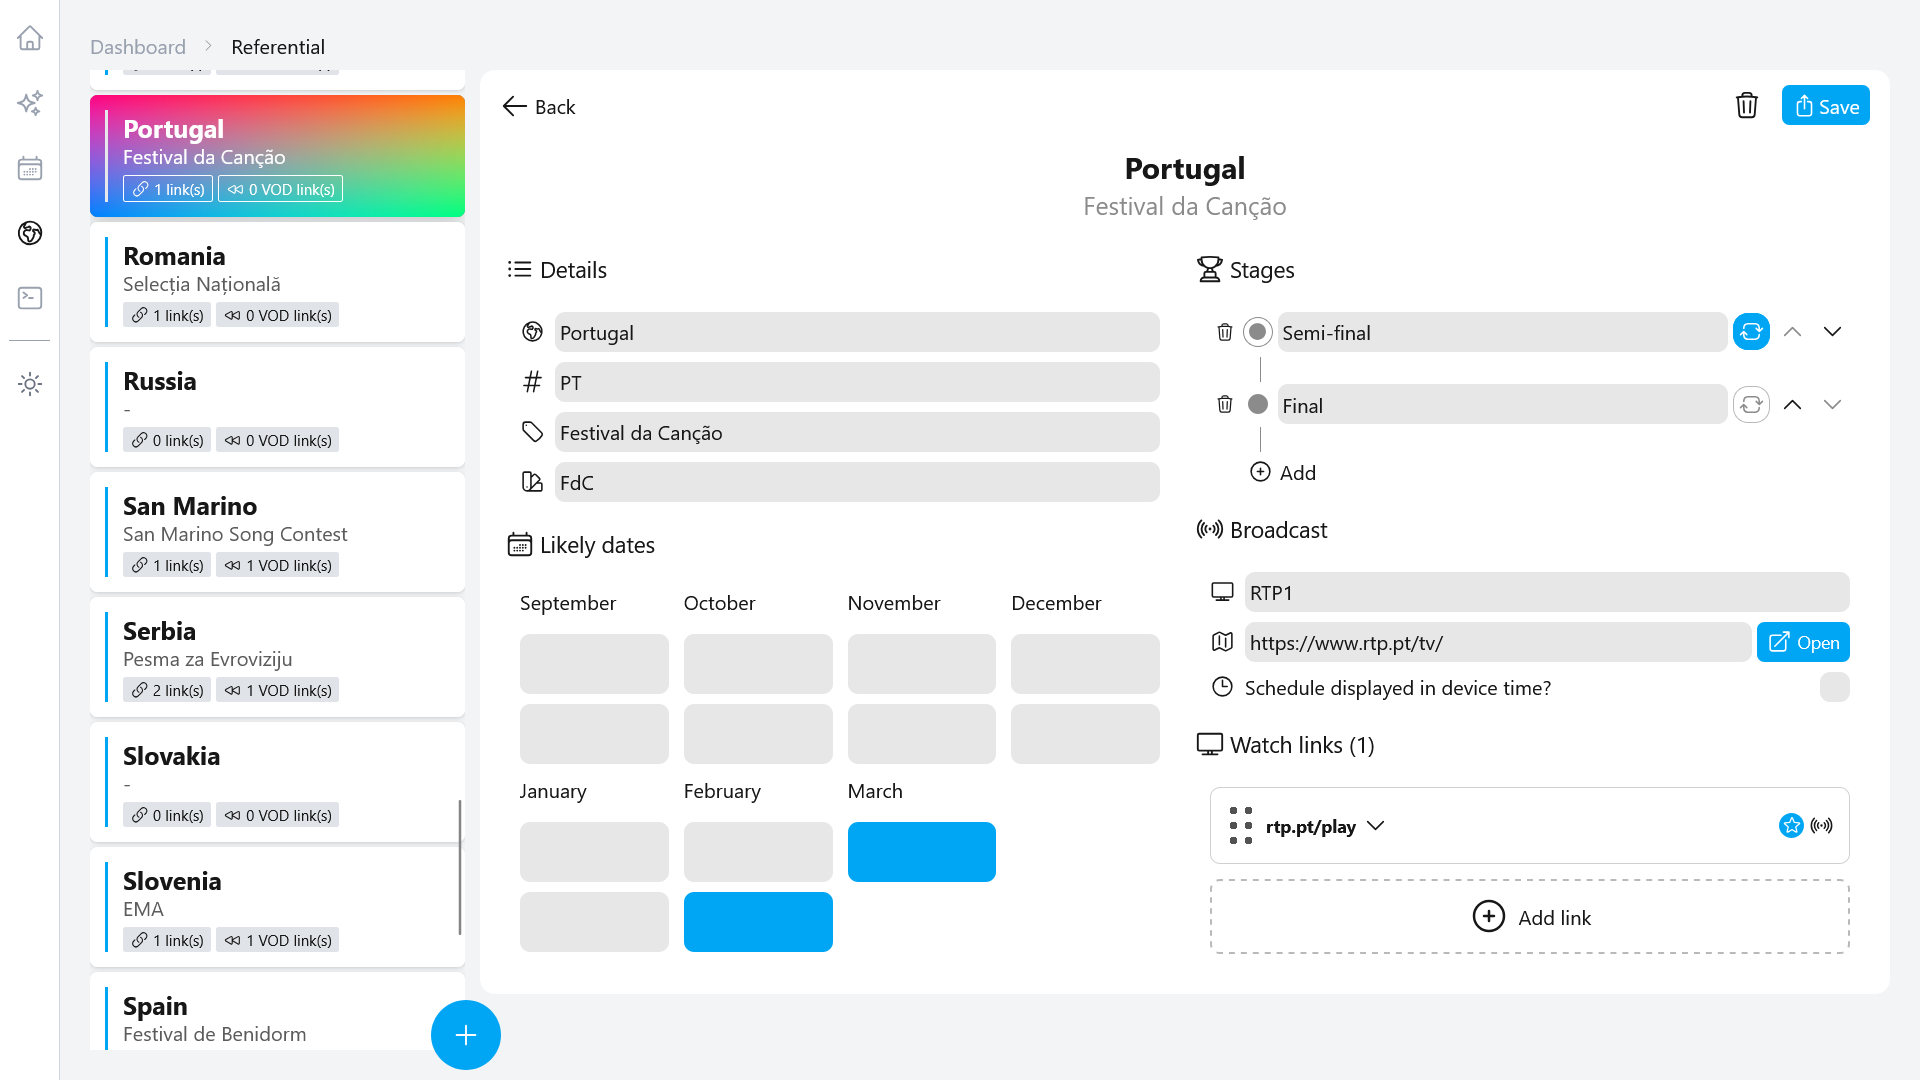 Dashboard
Referential
Portugal
Festival da Canção
1 link(s)
0 VOD link(s)
Romania
Selecția Națională
1 link(s)
0 VOD link(s)
Russia
-
0 link(s)
0 VOD link(s)
San Marino
San Marino Song Contest
1 link(s)
1 VOD link(s)
Serbia
Pesma za Evroviziju
2 link(s)
1 VOD link(s)
Slovakia
-
0 link(s)
0 VOD link(s)
Slovenia
EMA
1 link(s)
1 VOD link(s)
Spain
Festival de Benidorm
Back
Save
Portugal
Festival da Canção
Details
Portugal
PT
Festival da Canção
FdC
Likely dates
September
October
November
December
January
February
March
Stages
Semi-final
Final
Add
Broadcast
RTP1
https://www.rtp.pt/tv/
Open
Schedule displayed in device time?
Watch links (1)
rtp.pt/play
Add link